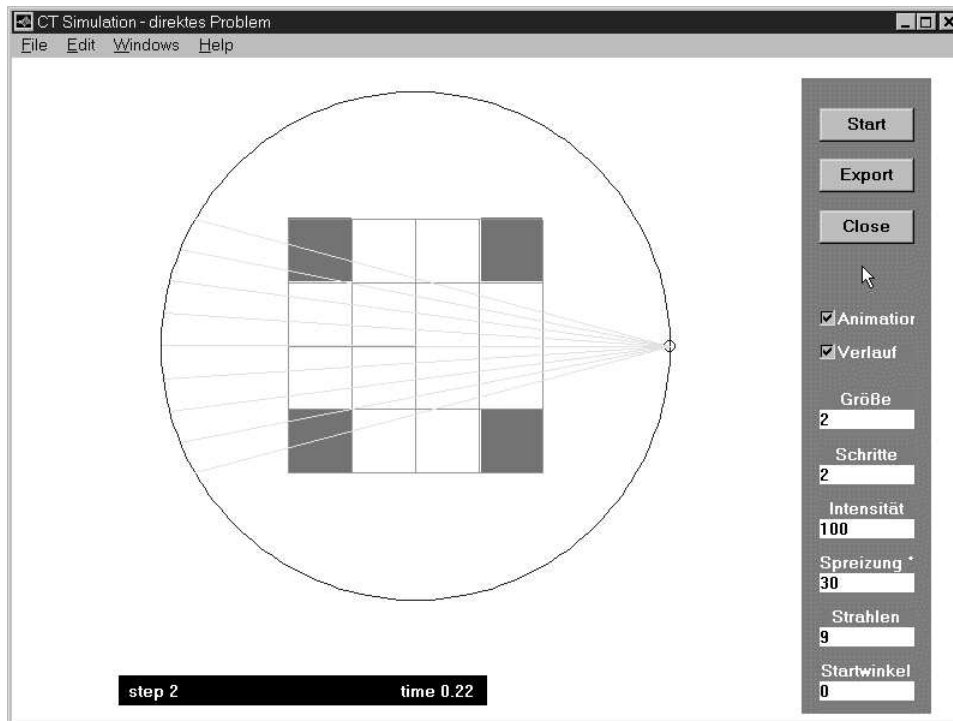 CT Simulation - direktes Problem
File Edit Windows Help
Start
Export
Close
Animation
Verlauf
Größe
2
Schritte
2
Intensität
100
Spreizung °
30
Strahlen
9
Startwinkel
0
step 2 time 0.22